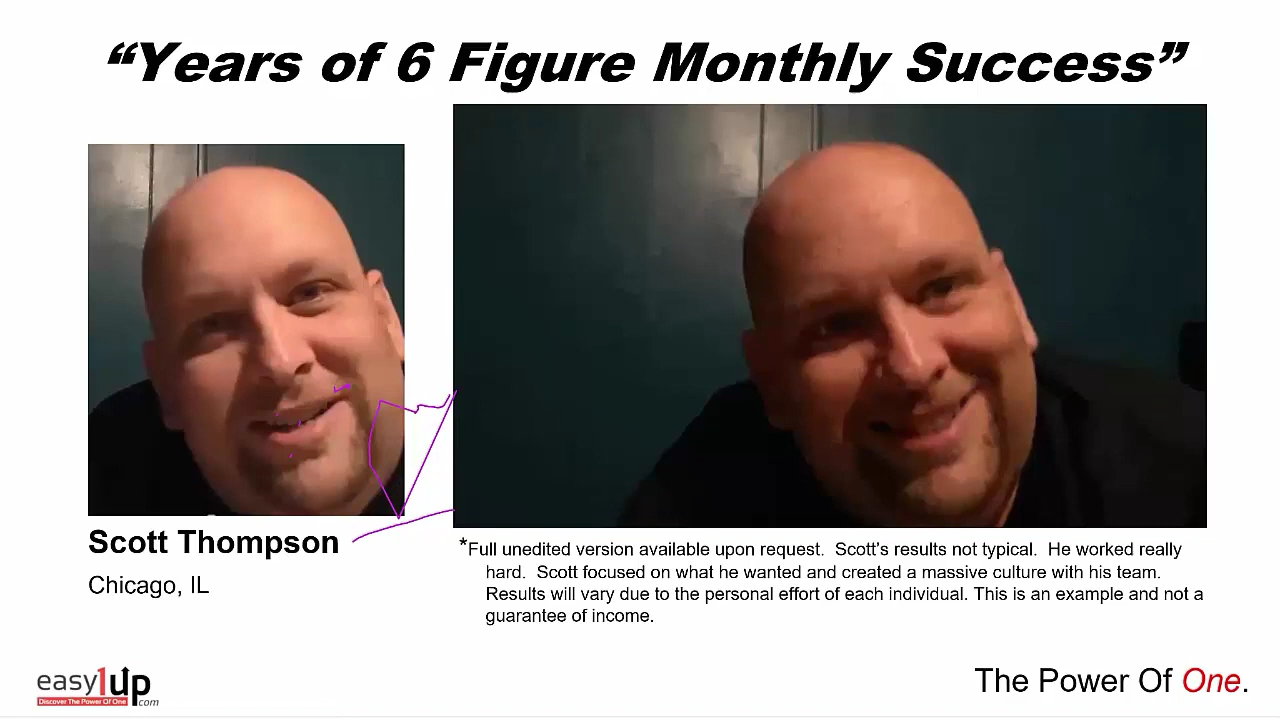 “Years of 6 Figure Monthly Success”
Scott Thompson
Chicago, IL
*Full unedited version available upon request.  Scott's results not typical.  He worked really
hard.  Scott focused on what he wanted and created a massive culture with his team.
Results will vary due to the personal effort of each individual. This is an example and not a
guarantee of income.
easy1up
Discover The Power Of One .com
The Power Of One.